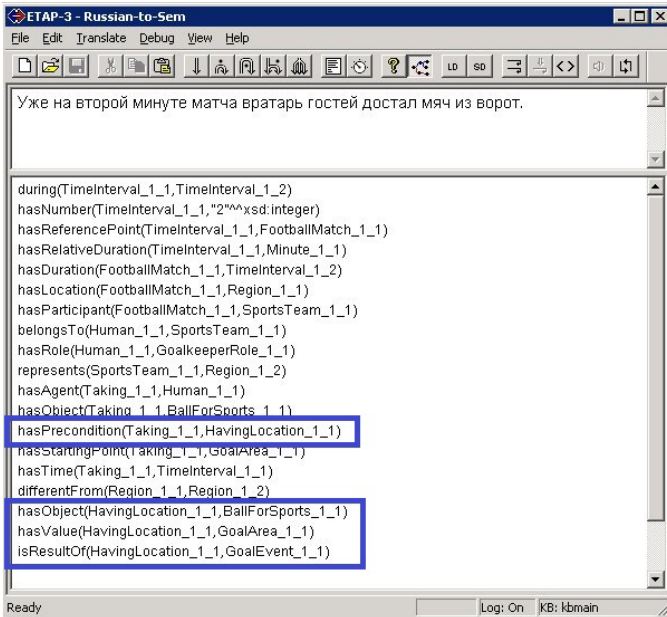 ETAP-3 - Russian-to-Sem
File Edit Translate Debug View Help
LD SD
Уже на второй минуте матча вратарь гостей достал мяч из ворот.
during(TimeInterval_1_1,TimeInterval_1_2)
hasNumber(TimeInterval_1_1,"2"^^xsd:integer)
hasReferencePoint(TimeInterval_1_1,FootballMatch_1_1)
hasRelativeDuration(TimeInterval_1_1,Minute_1_1)
hasDuration(FootballMatch_1_1,TimeInterval_1_2)
hasLocation(FootballMatch_1_1,Region_1_1)
hasParticipant(FootballMatch_1_1,SportsTeam_1_1)
belongsTo(Human_1_1,SportsTeam_1_1)
hasRole(Human_1_1,GoalkeeperRole_1_1)
represents(SportsTeam_1_1,Region_1_2)
hasAgent(Taking_1_1,Human_1_1)
hasObject(Taking_1_1,BallForSports_1_1)
hasPrecondition(Taking_1_1,HavingLocation_1_1)
hasStartingPoint(Taking_1_1,GoalArea_1_1)
hasTime(Taking_1_1,TimeInterval_1_1)
differentFrom(Region_1_1,Region_1_2)
hasObject(HavingLocation_1_1,BallForSports_1_1)
hasValue(HavingLocation_1_1,GoalArea_1_1)
isResultOf(HavingLocation_1_1,GoalEvent_1_1)
Ready Log: On KB: kbmain